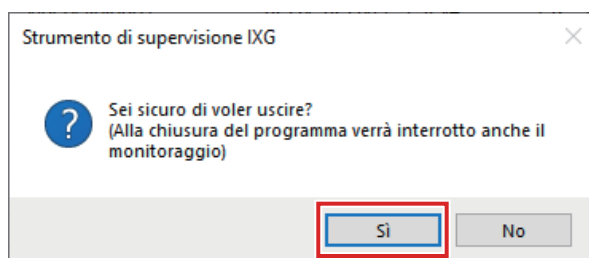 Strumento di supervisione IXG
Sei sicuro di voler uscire?
(Alla chiusura del programma verrà interrotto anche il
monitoraggio)
Sì No